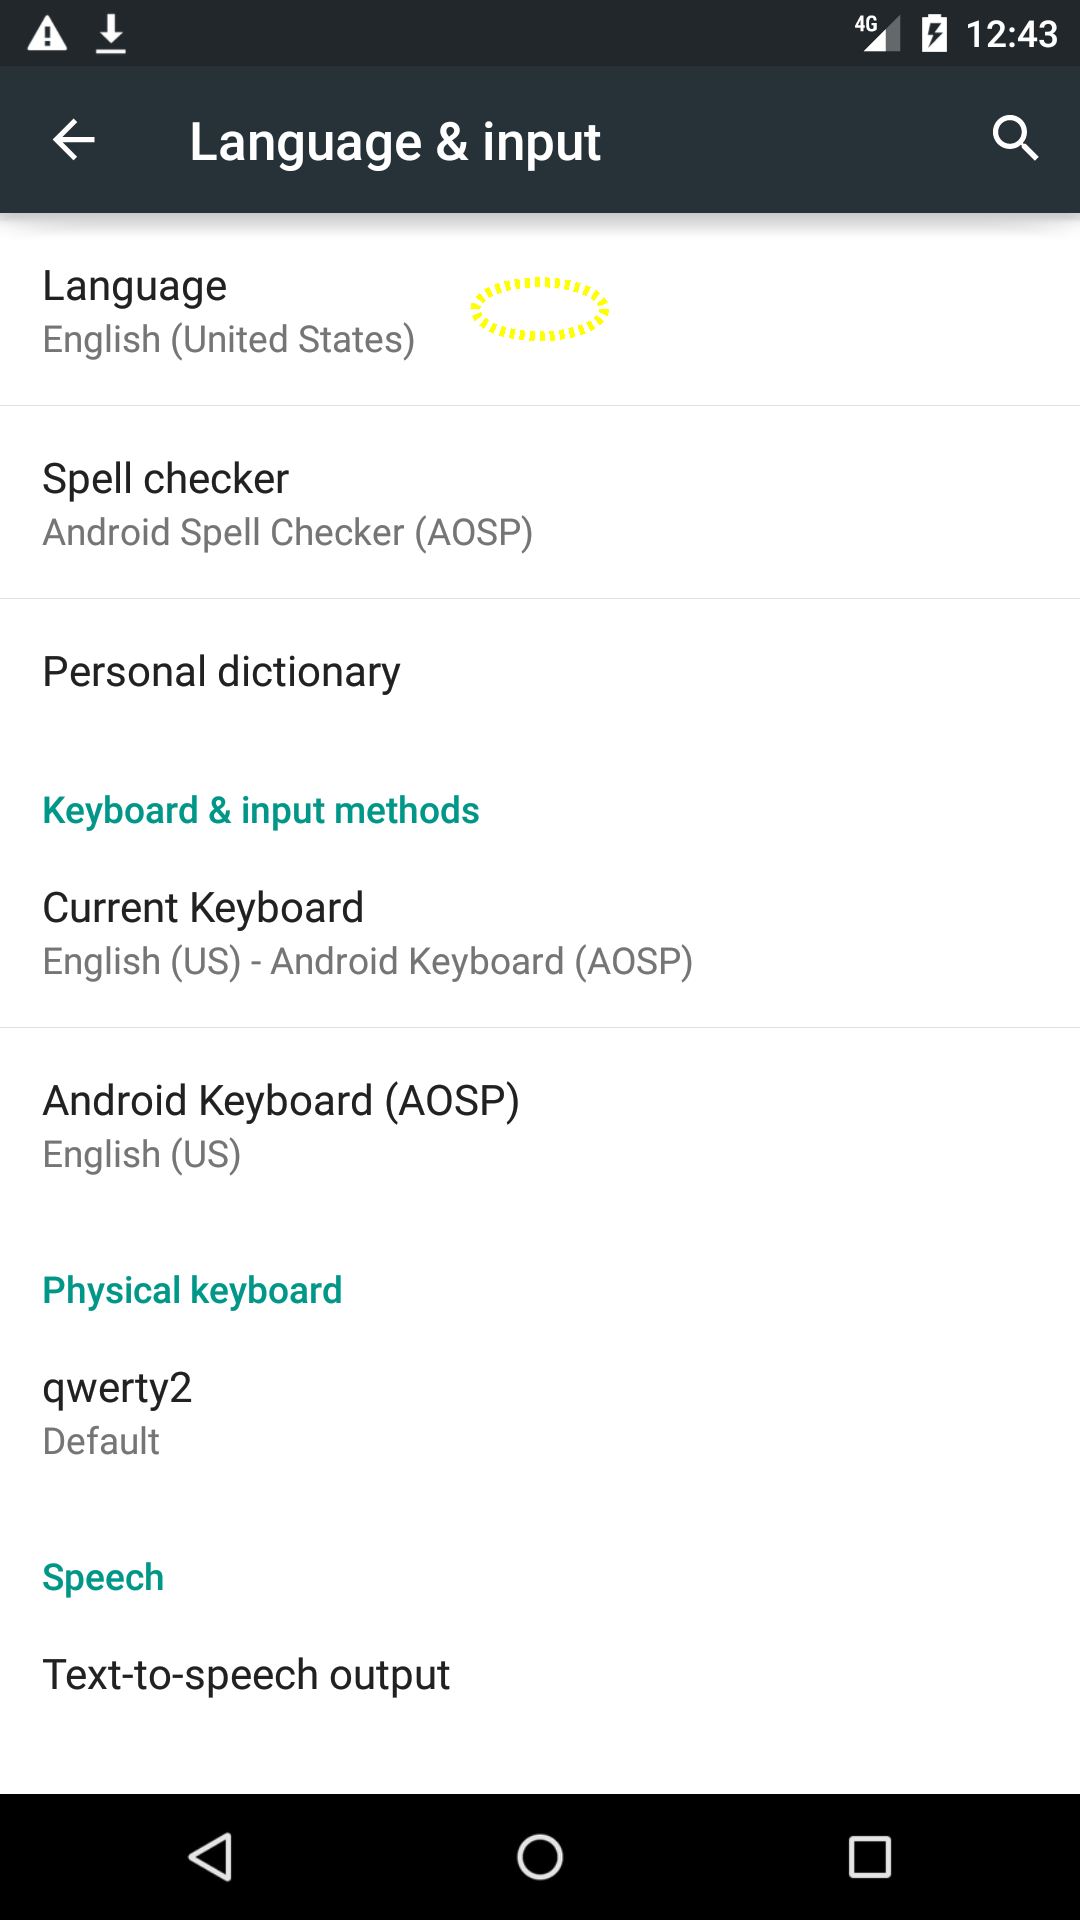 4G 12:43
Language & input
Language
English (United States)
Spell checker
Android Spell Checker (AOSP)
Personal dictionary
Keyboard & input methods
Current Keyboard
English (US) - Android Keyboard (AOSP)
Android Keyboard (AOSP)
English (US)
Physical keyboard
qwerty2
Default
Speech
Text-to-speech output